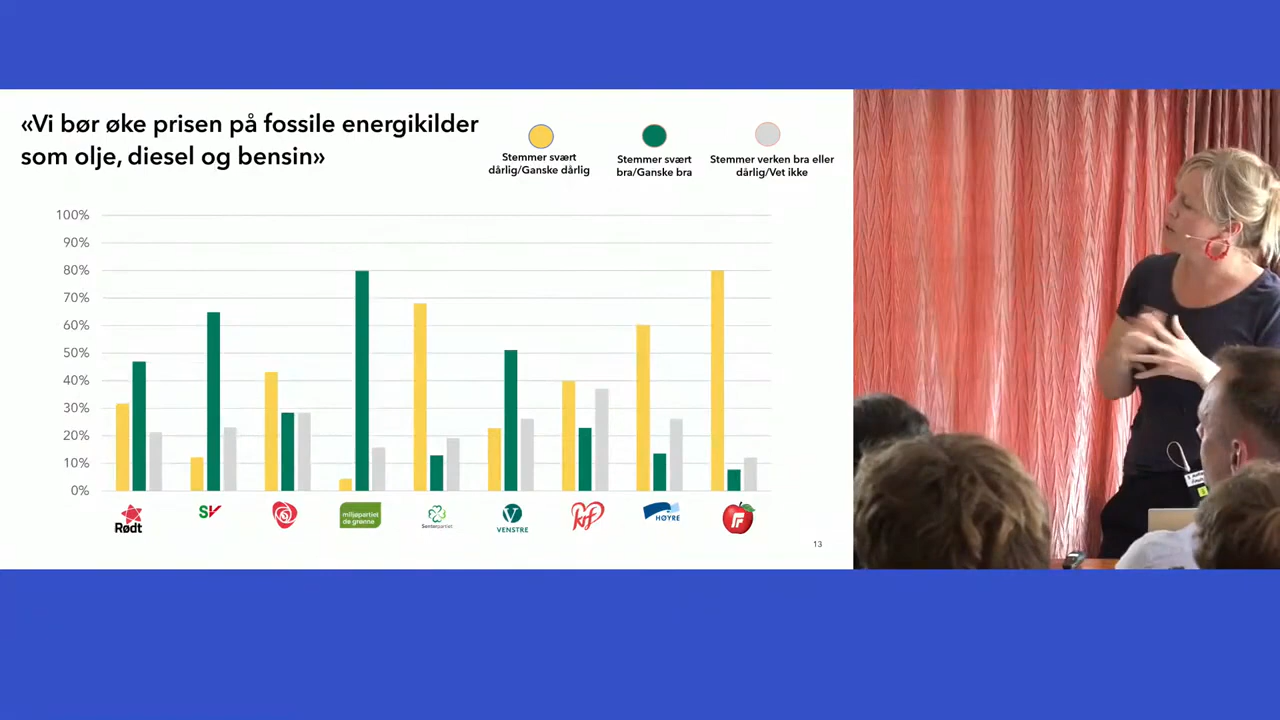 «Vi bør øke prisen på fossile energikilder
som olje, diesel og bensin»
Stemmer svært
dårlig/Ganske dårlig
Stemmer svært
bra/Ganske bra
Stemmer verken bra eller
dårlig/Vet ikke
100%
90%
80%
70%
60%
50%
40%
30%
20%
10%
0%
Rødt
SV
miljøpartiet
de grønne
Senterpartiet
V
VENSTRE
krf
HØYRE
13